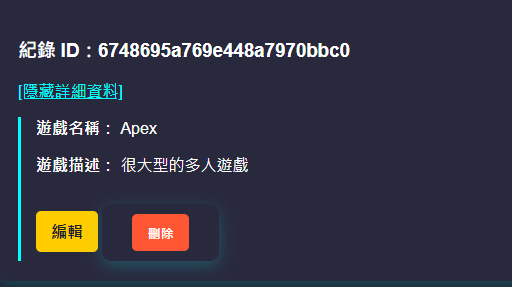 紀錄 ID：6748695a769e448a7970bbc0
[隱藏詳細資料]
遊戲名稱： Apex
遊戲描述： 很大型的多人遊戲
編輯 刪除